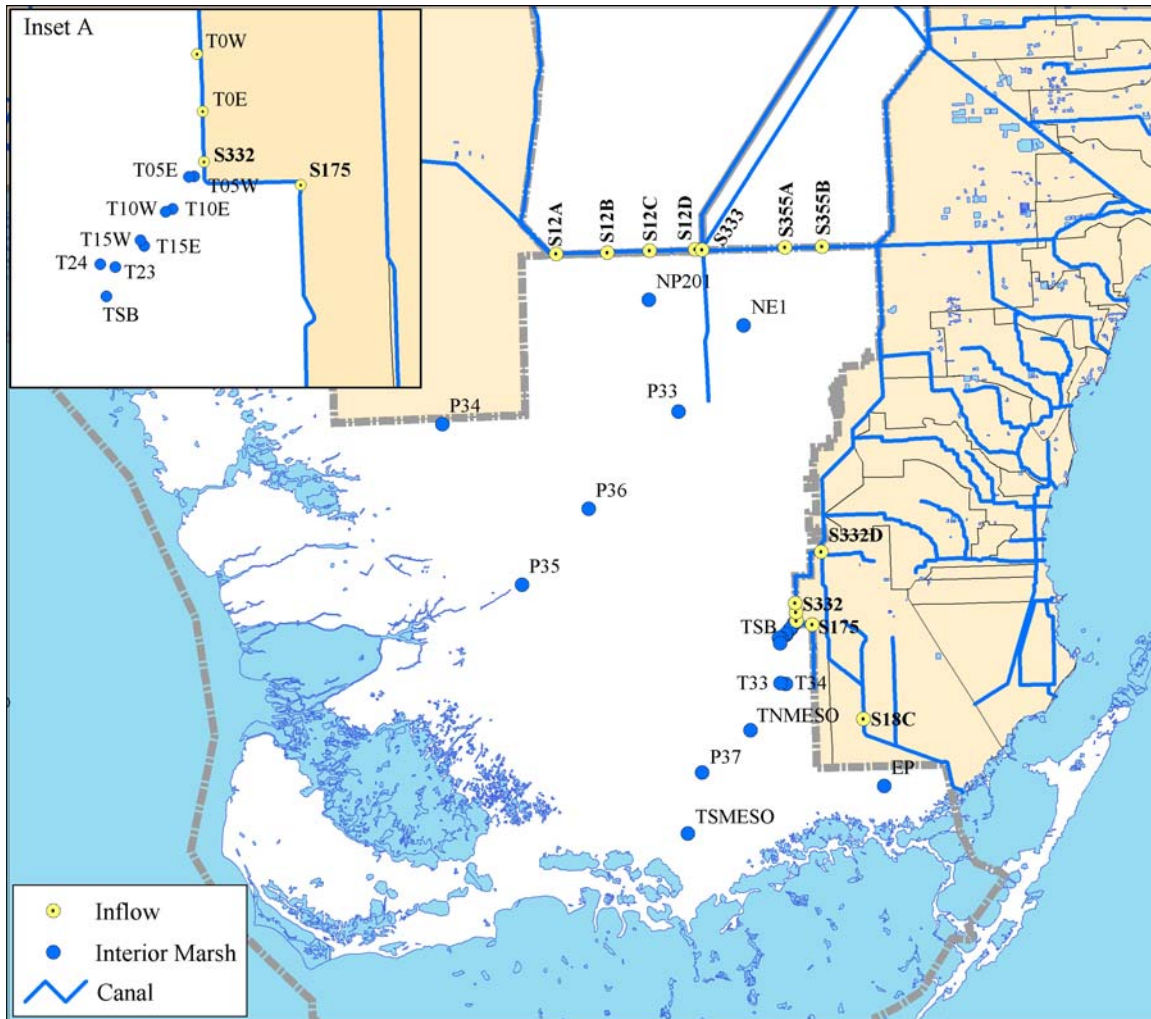 Inset A
T0W
T0E
S332
S175
T05E
T05W
T10W
T10E
T15W
T15E
T24
T23
TSB
S12A
S12B
S12C
S12D
S333
S355A
S355B
NP201
NE1
P33
P34
P36
P35
S332D
S332
TSB
S175
T33
T34
TNMESO
S18C
P37
EP
TSMESO
Inflow
Interior Marsh
Canal